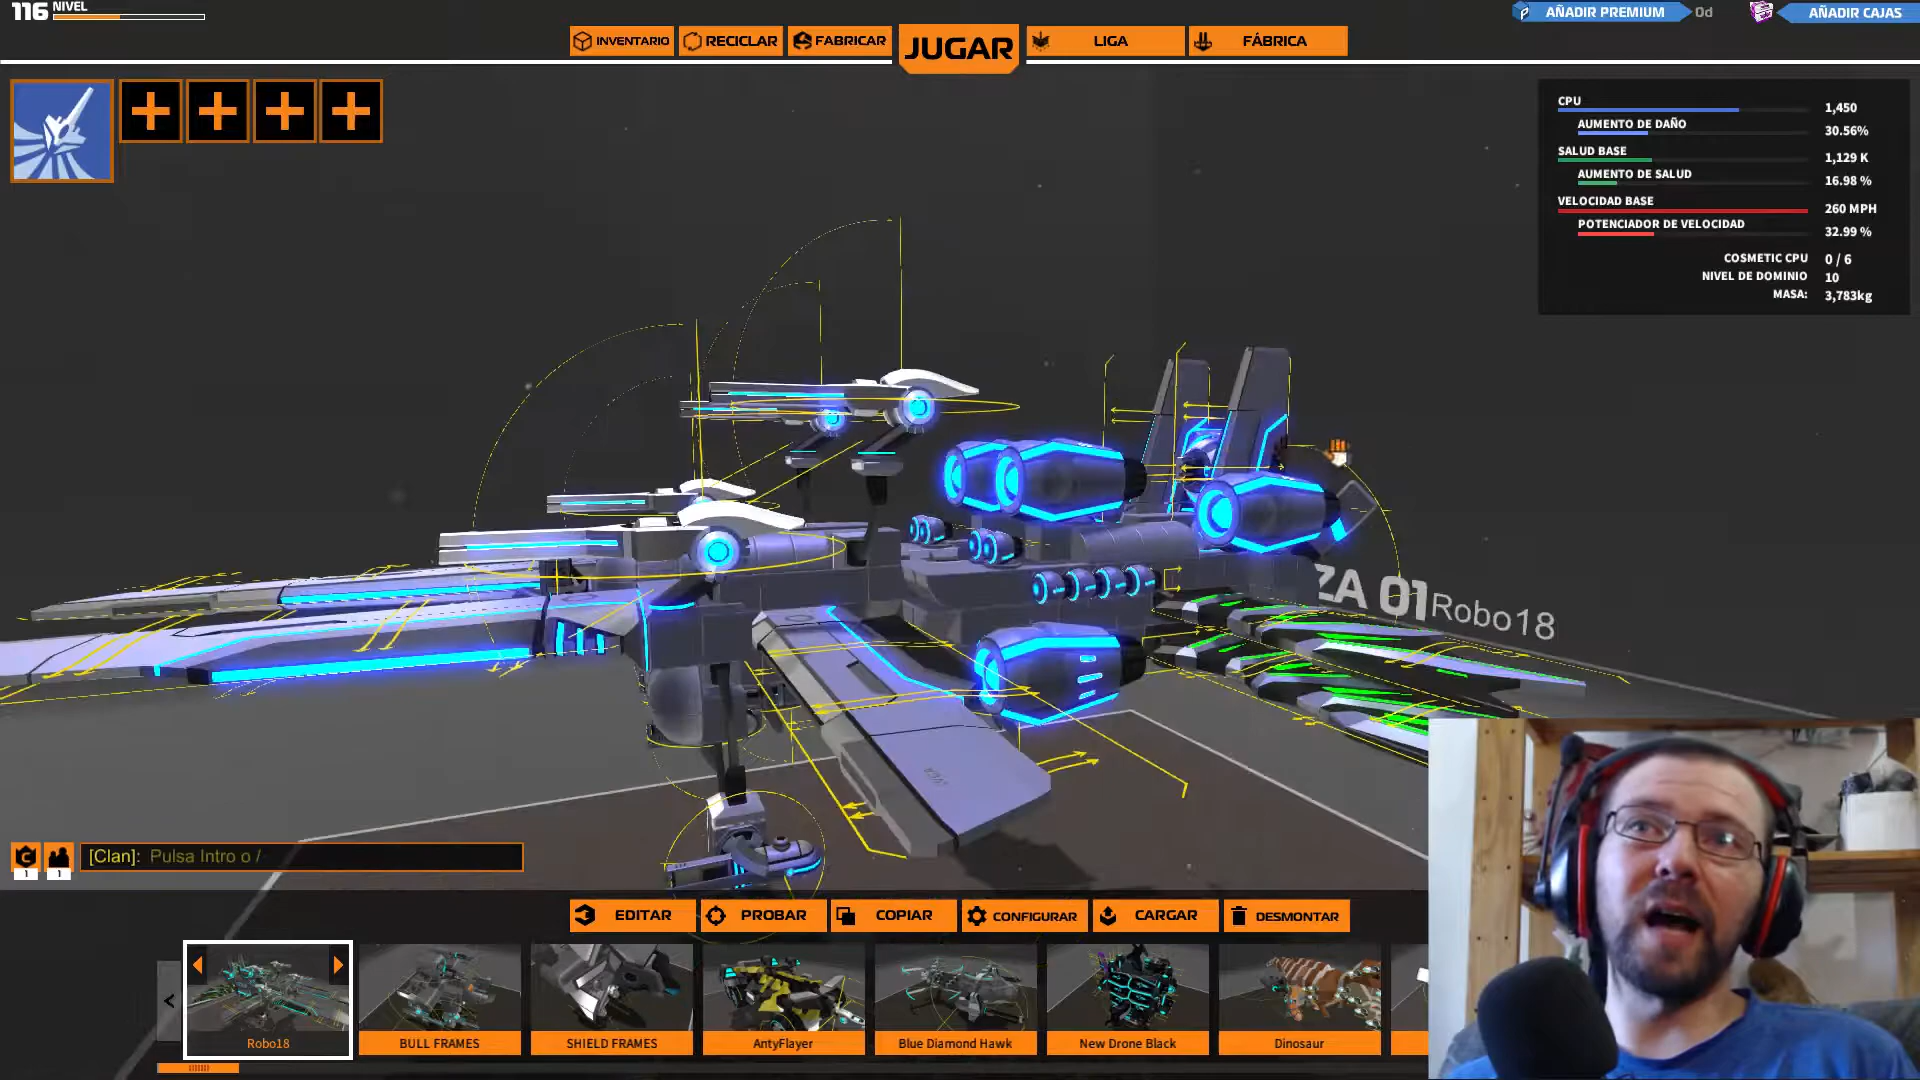 116 NIVEL
AÑADIR PREMIUM 0d AÑADIR CAJAS
INVENTARIO RECICLAR FABRICAR JUGAR LIGA FÁBRICA
CPU 1,450
AUMENTO DE DAÑO 30.56%
SALUD BASE 1,129 K
AUMENTO DE SALUD 16.98 %
VELOCIDAD BASE 260 MPH
POTENCIADOR DE VELOCIDAD 32.99 %
COSMETIC CPU 0 / 6
NIVEL DE DOMINIO 10
MASA: 3,783kg
ZA 01 Robo18
[Clan]: Pulsa Intro o /
1 1
EDITAR PROBAR COPIAR CONFIGURAR CARGAR DESMONTAR
Robo18 BULL FRAMES SHIELD FRAMES AntyFlayer Blue Diamond Hawk New Drone Black Dinosaur